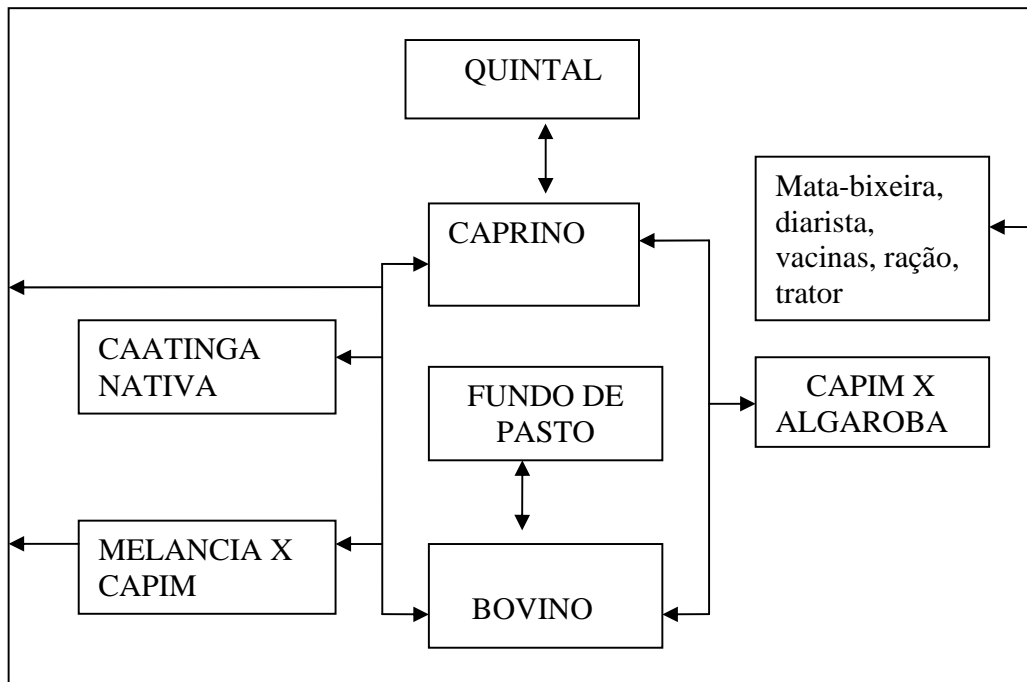 QUINTAL
Mata-bixeira,
diarista,
vacinas, ração,
trator
CAPRINO
CAATINGA
NATIVA
FUNDO DE
PASTO
CAPIM X
ALGAROBA
MELANCIA X
CAPIM
BOVINO